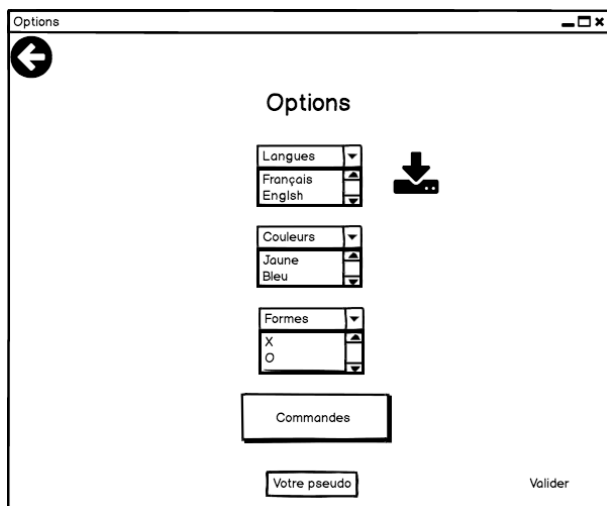 Options
Options
Langues
Français
Englsh
Couleurs
Jaune
Bleu
Formes
X
O
Commandes
Votre pseudo
Valider